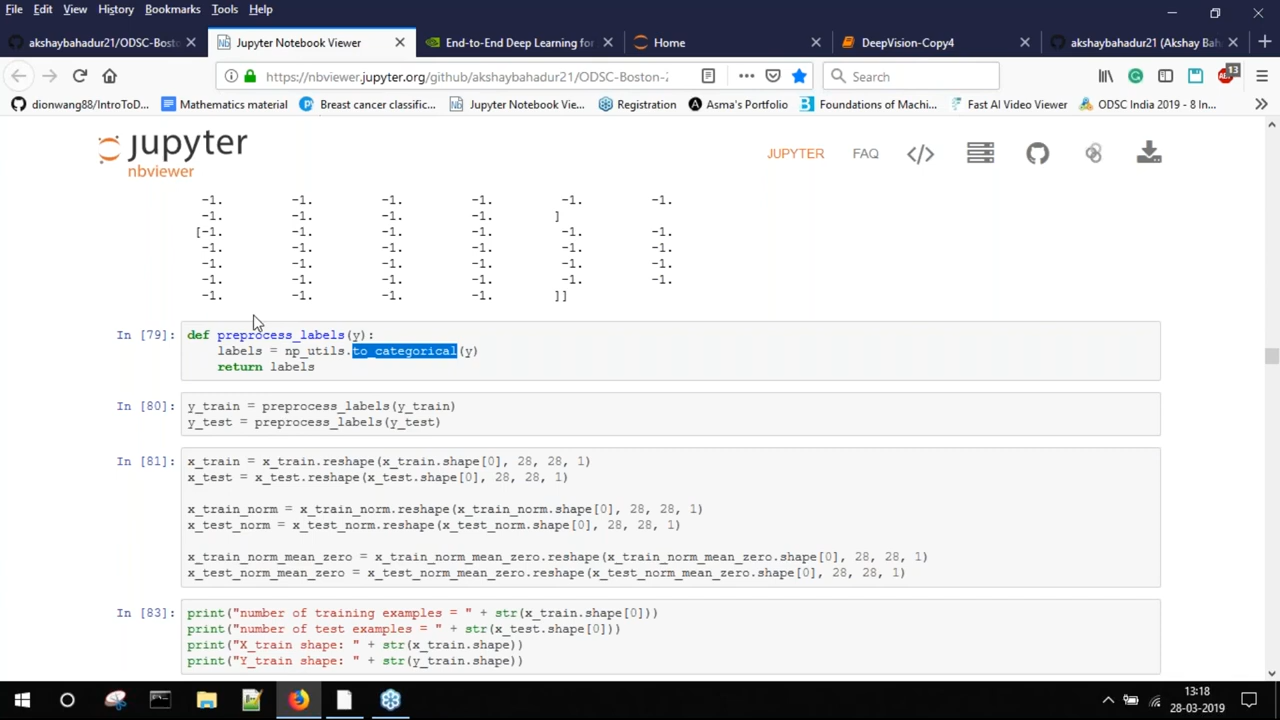 File Edit View History Bookmarks Tools Help
akshaybahadur21/ODSC-Bosto
Jupyter Notebook Viewer
End-to-End Deep Learning for
Home
DeepVision-Copy4
akshaybahadur21 (Akshay Bah
https://nbviewer.jupyter.org/github/akshaybahadur21/ODSC-Boston-2
Search
13
dionwang88/IntroToD... Mathematics material Breast cancer classific... Jupyter Notebook Vie... Registration Asma's Portfolio Foundations of Machi... Fast AI Video Viewer ODSC India 2019 - 8 In...
jupyter
nbviewer
JUPYTER FAQ
-1. -1. -1. -1. -1. -1.
-1. -1. -1. -1. ]
[-1. -1. -1. -1. -1. -1.
-1. -1. -1. -1. -1. -1.
-1. -1. -1. -1. -1. -1.
-1. -1. -1. -1. -1. -1.
-1. -1. -1. -1. ]]
In [79]: def preprocess_labels(y):
labels = np_utils.to_categorical(y)
return labels
In [80]: y_train = preprocess_labels(y_train)
y_test = preprocess_labels(y_test)
In [81]: x_train = x_train.reshape(x_train.shape[0], 28, 28, 1)
x_test = x_test.reshape(x_test.shape[0], 28, 28, 1)
x_train_norm = x_train_norm.reshape(x_train_norm.shape[0], 28, 28, 1)
x_test_norm = x_test_norm.reshape(x_test_norm.shape[0], 28, 28, 1)
x_train_norm_mean_zero = x_train_norm_mean_zero.reshape(x_train_norm_mean_zero.shape[0], 28, 28, 1)
x_test_norm_mean_zero = x_test_norm_mean_zero.reshape(x_test_norm_mean_zero.shape[0], 28, 28, 1)
In [83]: print("number of training examples = " + str(x_train.shape[0]))
print("number of test examples = " + str(x_test.shape[0]))
print("X_train shape: " + str(x_train.shape))
print("Y_train shape: " + str(y_train.shape))
13:18
28-03-2019